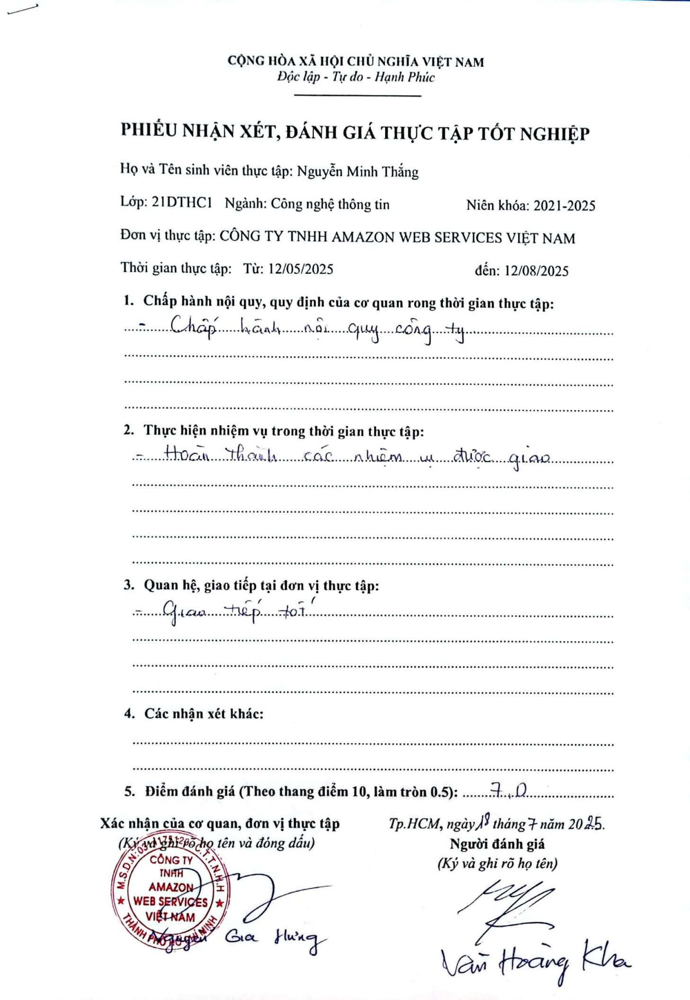 CỘNG HÒA XÃ HỘI CHỦ NGHĨA VIỆT NAM
Độc lập - Tự do - Hạnh Phúc
PHIẾU NHẬN XÉT, ĐÁNH GIÁ THỰC TẬP TỐT NGHIỆP
Họ và Tên sinh viên thực tập: Nguyễn Minh Thắng
Lớp: 21DTHC1 Ngành: Công nghệ thông tin Niên khóa: 2021-2025
Đơn vị thực tập: CÔNG TY TNHH AMAZON WEB SERVICES VIỆT NAM
Thời gian thực tập: Từ: 12/05/2025 đến: 12/08/2025
1. Chấp hành nội quy, quy định của cơ quan rong thời gian thực tập:
- Chấp hành nội quy công ty
2. Thực hiện nhiệm vụ trong thời gian thực tập:
- Hoàn thành các nhiệm vụ được giao
3. Quan hệ, giao tiếp tại đơn vị thực tập:
- Giao tiếp tốt
4. Các nhận xét khác:
5. Điểm đánh giá (Theo thang điểm 10, làm tròn 0.5): 7,0
Xác nhận của cơ quan, đơn vị thực tập
(Ký và ghi rõ họ tên và đóng dấu)
Tp.HCM, ngày 18 tháng 7 năm 2025.
Người đánh giá
(Ký và ghi rõ họ tên)
M.S.D.N: C.T.T.N.H.H
CÔNG TY
TNHH
AMAZON
WEB SERVICES
VIỆT NAM
THÀNH PHỐ HỒ CHÍ MINH
Nguyễn Gia Hưng
Văn Hoàng Kha